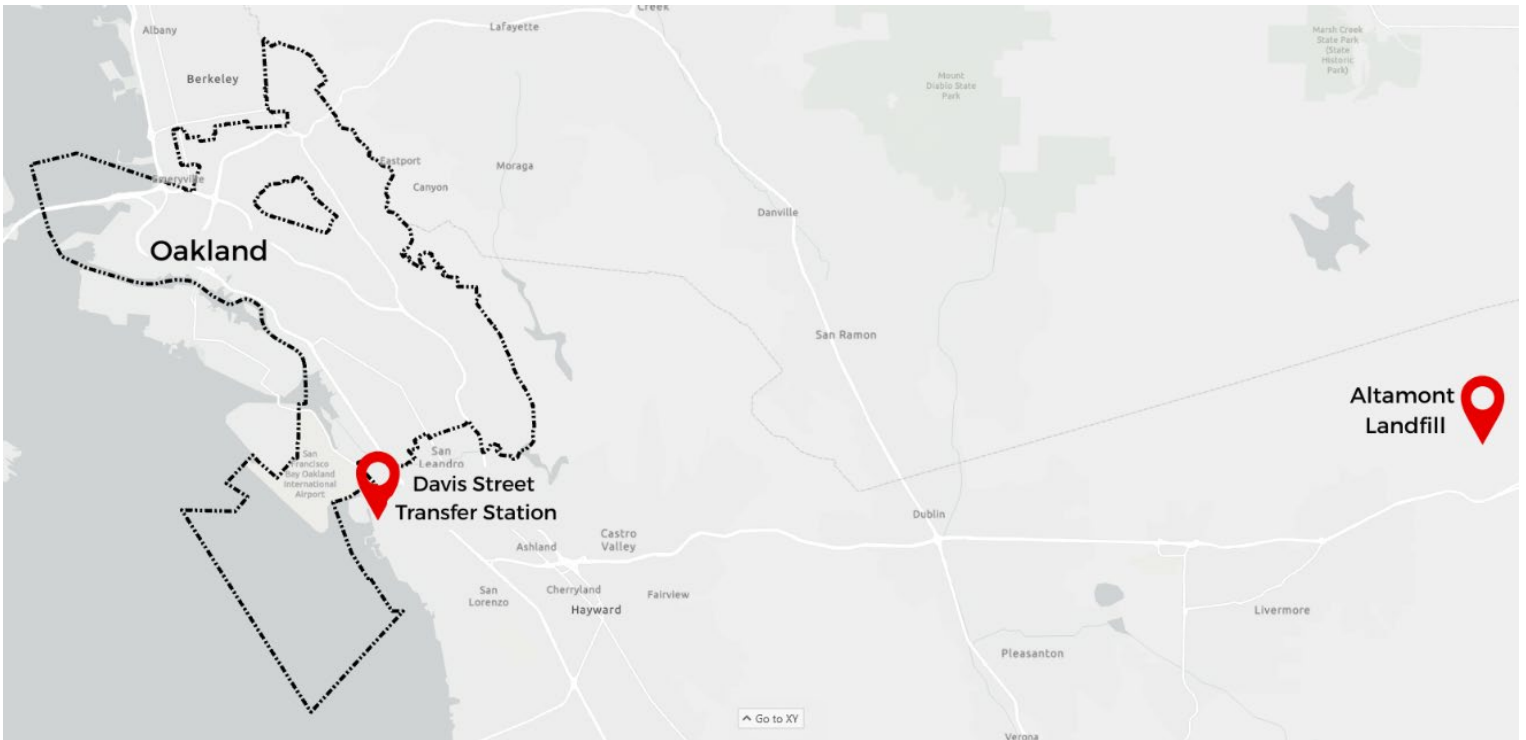 Albany
Creek
Lafayette
Marsh Creek
State Park
(State
Historic
Park)
Berkeley
Mount
Diablo State
Park
Eastport
Moraga
Emeryville
Canyon
Danville
Oakland
San Ramon
Altamont
Landfill
San
Leandro
San
Francisco
Bay Oakland
International
Airport
Davis Street
Transfer Station
Dublin
Castro
Valley
Ashland
San
Lorenzo
Cherryland
Fairview
Hayward
Livermore
Pleasanton
^ Go to XY
Verona